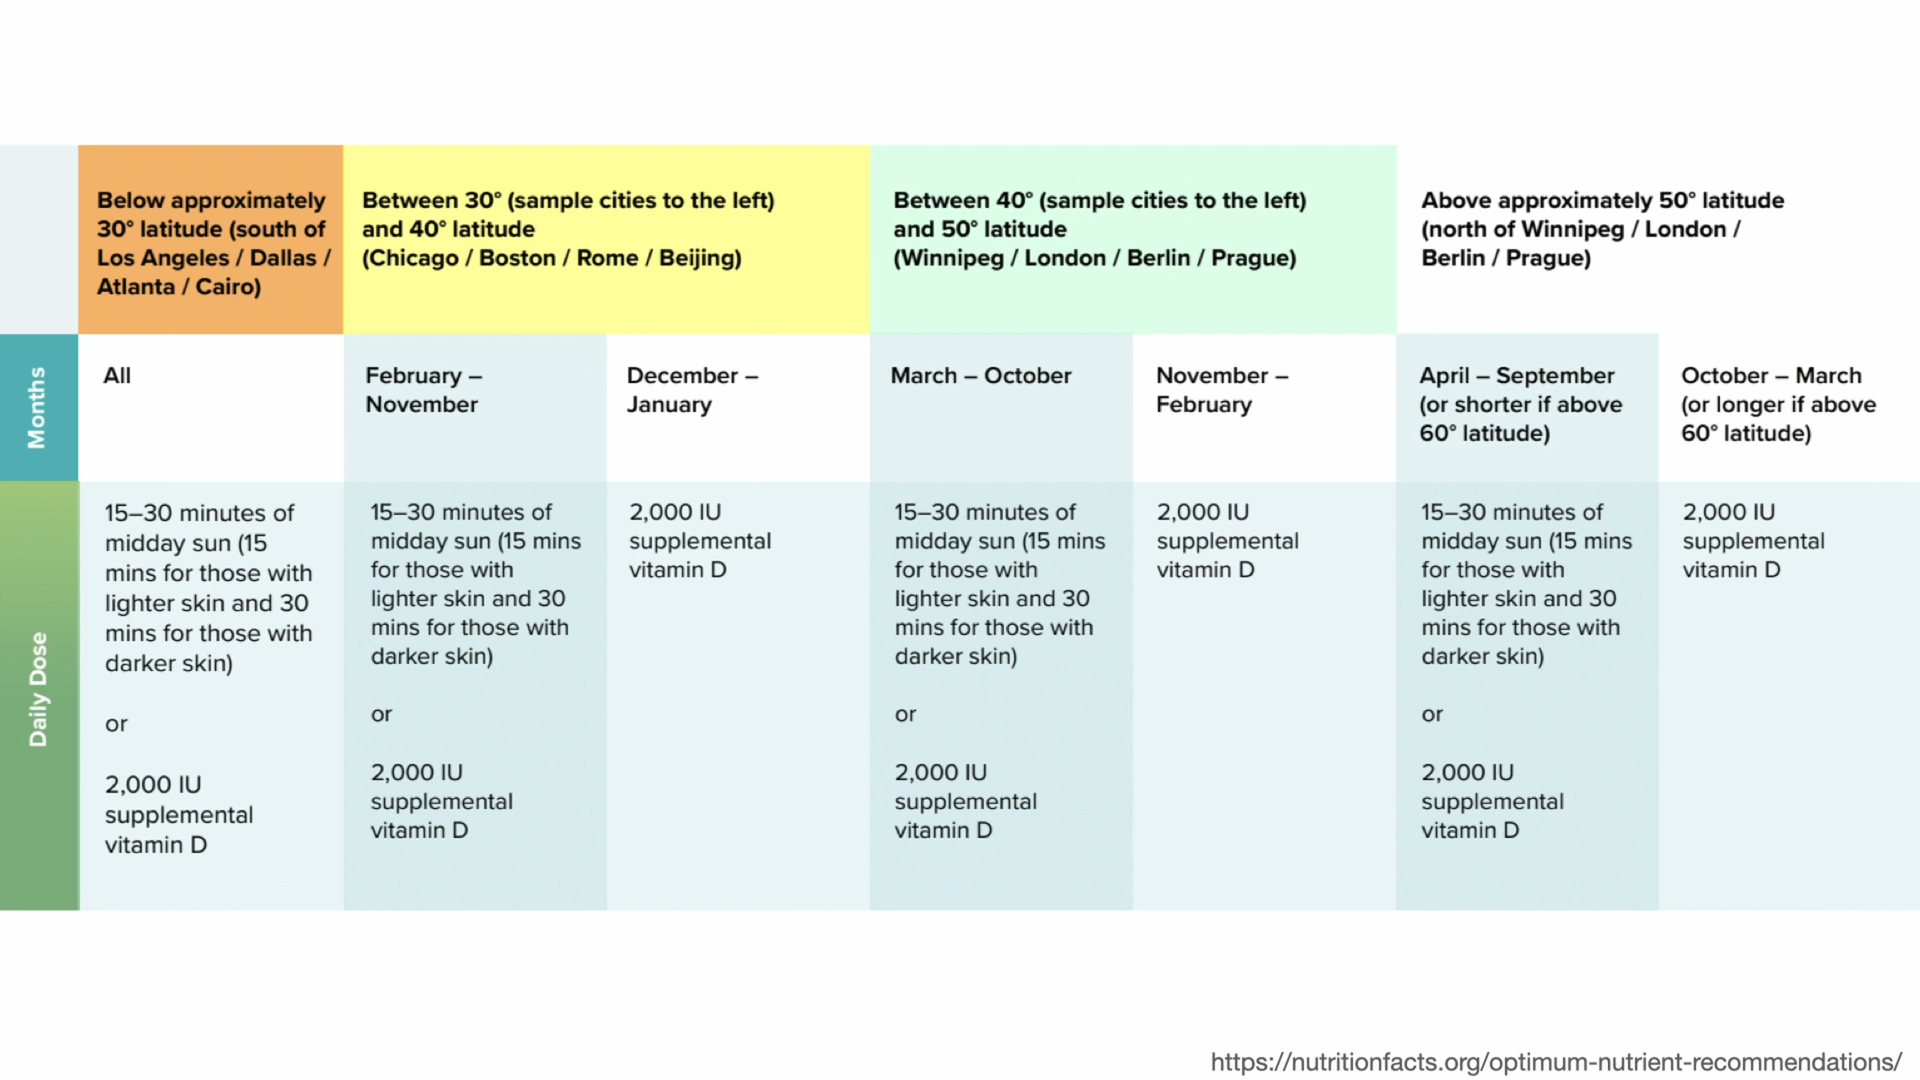 Below approximately
30° latitude (south of
Los Angeles / Dallas /
Atlanta / Cairo)
Between 30° (sample cities to the left)
and 40° latitude
(Chicago / Boston / Rome / Beijing)
Between 40° (sample cities to the left)
and 50° latitude
(Winnipeg / London / Berlin / Prague)
Above approximately 50° latitude
(north of Winnipeg / London /
Berlin / Prague)
Months
All
February –
November
December –
January
March – October
November –
February
April – September
(or shorter if above
60° latitude)
October – March
(or longer if above
60° latitude)
Daily Dose
15–30 minutes of
midday sun (15
mins for those with
lighter skin and 30
mins for those with
darker skin)
or
2,000 IU
supplemental
vitamin D
15–30 minutes of
midday sun (15 mins
for those with
lighter skin and 30
mins for those with
darker skin)
or
2,000 IU
supplemental
vitamin D
2,000 IU
supplemental
vitamin D
15–30 minutes of
midday sun (15 mins
for those with
lighter skin and 30
mins for those with
darker skin)
or
2,000 IU
supplemental
vitamin D
2,000 IU
supplemental
vitamin D
15–30 minutes of
midday sun (15 mins
for those with
lighter skin and 30
mins for those with
darker skin)
or
2,000 IU
supplemental
vitamin D
2,000 IU
supplemental
vitamin D
https://nutritionfacts.org/optimum-nutrient-recommendations/